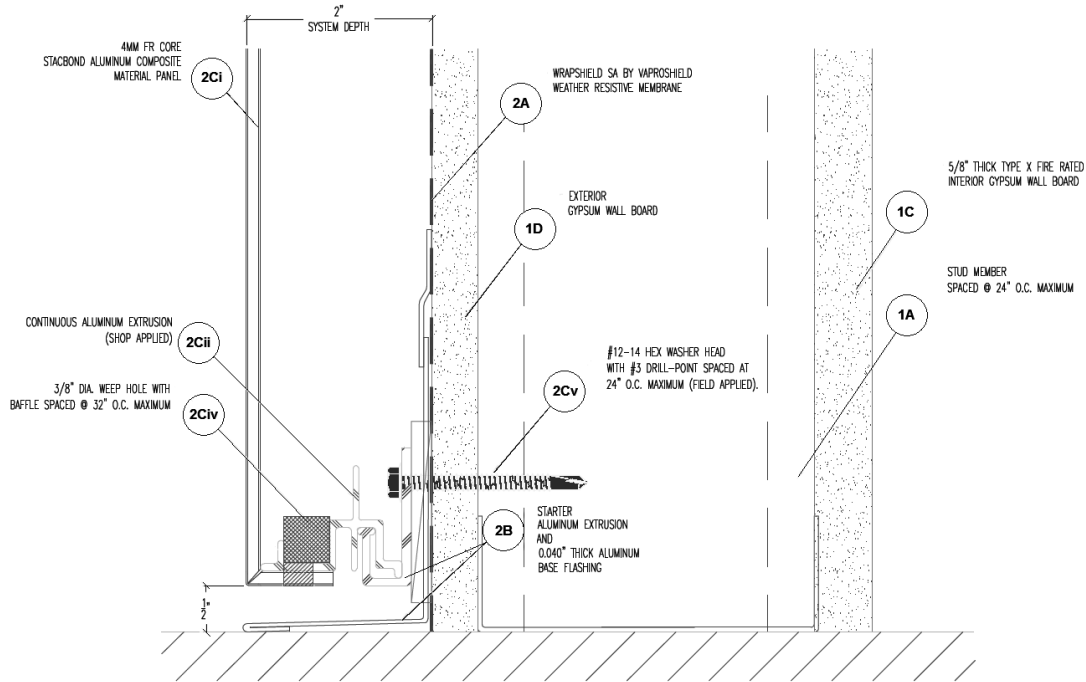 2"
SYSTEM DEPTH
4MM FR CORE
STACBOND ALUMINUM COMPOSITE
MATERIAL PANEL
2Ci
WRAPSHIELD SA BY VAPROSHIELD
WEATHER RESISTIVE MEMBRANE
2A
5/8" THICK TYPE X FIRE RATED
INTERIOR GYPSUM WALL BOARD
1C
EXTERIOR
GYPSUM WALL BOARD
1D
STUD MEMBER
SPACED @ 24" O.C. MAXIMUM
1A
CONTINUOUS ALUMINUM EXTRUSION
(SHOP APPLIED)
2Cii
#12-14 HEX WASHER HEAD
WITH #3 DRILL-POINT SPACED AT
24" O.C. MAXIMUM (FIELD APPLIED).
2Cv
3/8" DIA. WEEP HOLE WITH
BAFFLE SPACED @ 32" O.C. MAXIMUM
2Civ
STARTER
ALUMINUM EXTRUSION
AND
0.040" THICK ALUMINUM
BASE FLASHING
2B
1/2"